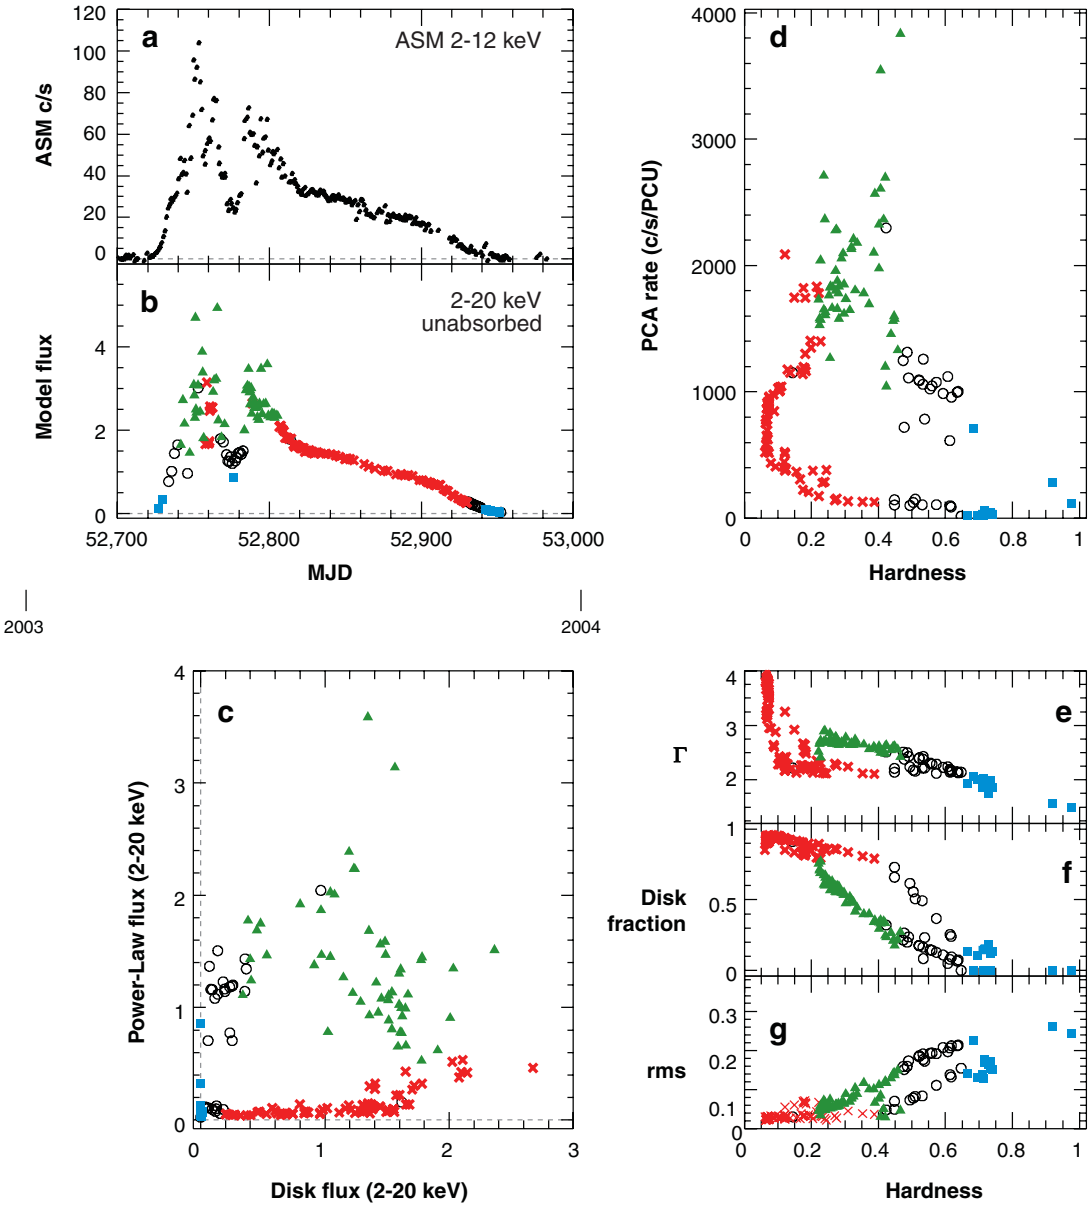 a
ASM 2-12 keV
ASM c/s
120
100
80
60
40
20
0
b
2-20 keV
unabsorbed
Model flux
4
2
0
52,700
52,800
52,900
53,000
MJD
2003
2004
d
PCA rate (c/s/PCU)
4000
3000
2000
1000
0
0
0.2
0.4
0.6
0.8
1
Hardness
c
Power-Law flux (2-20 keV)
4
3
2
1
0
0
1
2
3
Disk flux (2-20 keV)
e
Γ
4
3
2
f
Disk
fraction
1
0.5
0
g
rms
0.3
0.2
0.1
0
0
0.2
0.4
0.6
0.8
1
Hardness